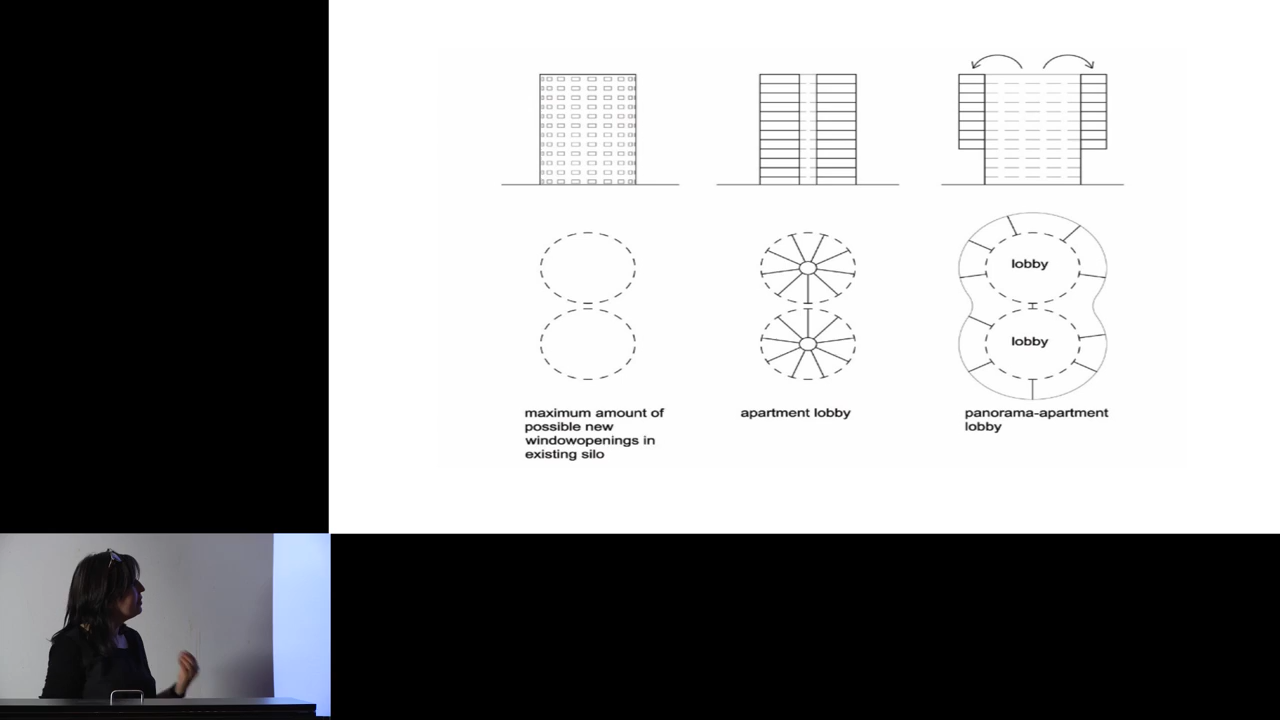 lobby
lobby
maximum amount of
possible new
windowopenings in
existing silo
apartment lobby
panorama-apartment
lobby